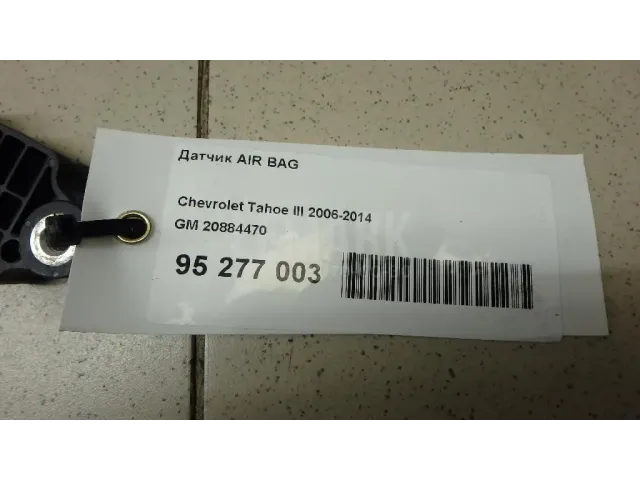 Датчик AIR BAG
Chevrolet Tahoe III 2006-2014
GM 20884470
95 277 003